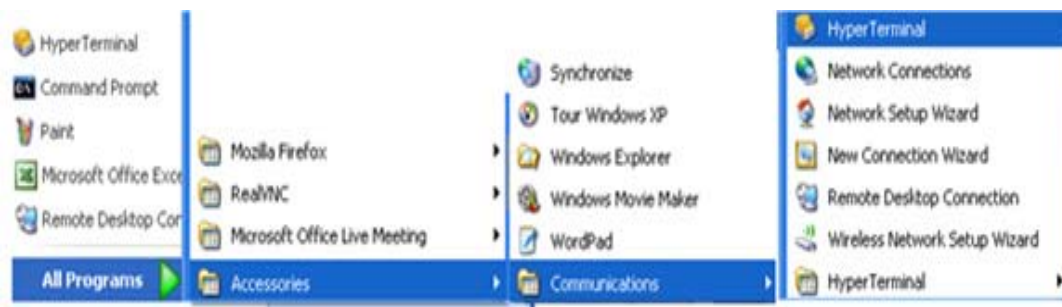 HyperTerminal
Command Prompt
Paint
Microsoft Office Exce
Remote Desktop Cor
All Programs
Mozilla Firefox
RealVNC
Microsoft Office Live Meeting
Accessories
Synchronize
Tour Windows XP
Windows Explorer
Windows Movie Maker
WordPad
Communications
HyperTerminal
Network Connections
Network Setup Wizard
New Connection Wizard
Remote Desktop Connection
Wireless Network Setup Wizard
HyperTerminal